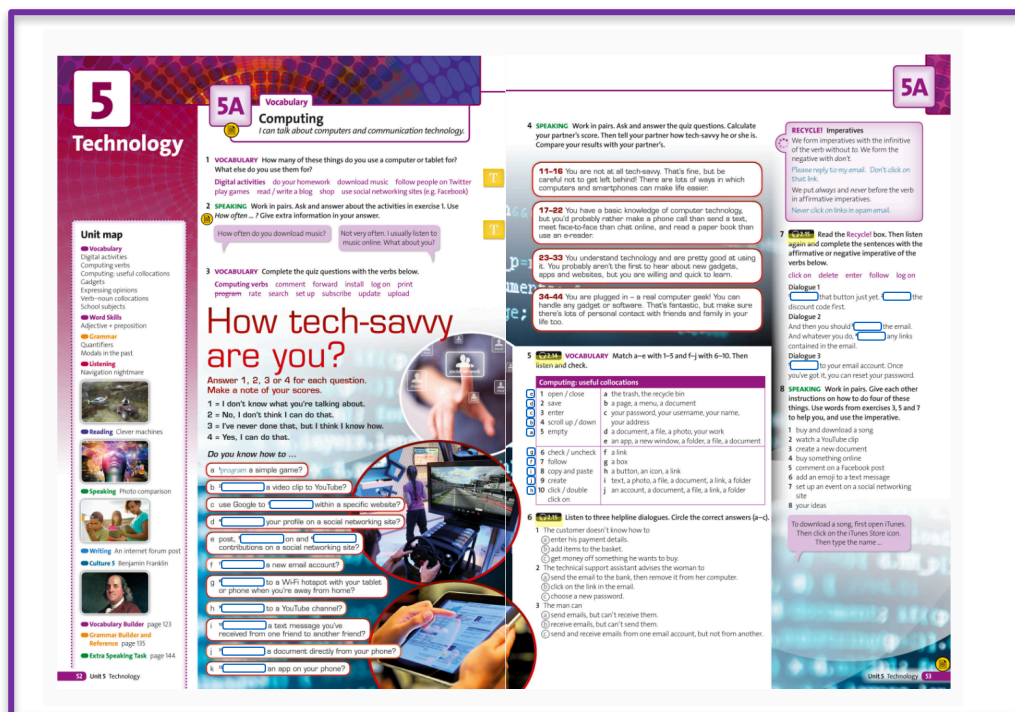 5
Technology
Unit map
Vocabulary
Digital activities
Computing verbs
Computing: useful collocations
Gadgets
Expressing opinions
Verb–noun collocations
School subjects
Word Skills
Adjective + preposition
Grammar
Quantifiers
Modals in the past
Listening
Navigation nightmare
Reading Clever machines
Speaking Photo comparison
Writing An internet forum post
Culture 5 Benjamin Franklin
Vocabulary Builder page 123
Grammar Builder and
Reference page 135
Extra Speaking Task page 144
52 Unit 5 Technology
5A
Vocabulary
Computing
I can talk about computers and communication technology.
1 VOCABULARY How many of these things do you use a computer or tablet for?
What else do you use them for?
Digital activities do your homework download music follow people on Twitter
play games read / write a blog shop use social networking sites (e.g. Facebook)
T
2 SPEAKING Work in pairs. Ask and answer about the activities in exercise 1. Use
How often ... ? Give extra information in your answer.
T
How often do you download music?
Not very often. I usually listen to
music online. What about you?
3 VOCABULARY Complete the quiz questions with the verbs below.
Computing verbs comment forward install log on print
program rate search set up subscribe update upload
How tech-savvy
are you?
Answer 1, 2, 3 or 4 for each question.
Make a note of your scores.
1 = I don't know what you're talking about.
2 = No, I don't think I can do that.
3 = I've never done that, but I think I know how.
4 = Yes, I can do that.
Do you know how to ...
a 1program a simple game?
b 2 a video clip to YouTube?
c use Google to 3 within a specific website?
d 4 your profile on a social networking site?
e post, 5 on and 6
contributions on a social networking site?
f 7 a new email account?
g 8 to a Wi-Fi hotspot with your tablet
or phone when you're away from home?
h 9 to a YouTube channel?
i 10 a text message you've
received from one friend to another friend?
j 11 a document directly from your phone?
k 12 an app on your phone?
5A
4 SPEAKING Work in pairs. Ask and answer the quiz questions. Calculate
your partner's score. Then tell your partner how tech-savvy he or she is.
Compare your results with your partner's.
11–16 You are not at all tech-savvy. That's fine, but be
careful not to get left behind! There are lots of ways in which
computers and smartphones can make life easier.
17–22 You have a basic knowledge of computer technology,
but you'd probably rather make a phone call than send a text,
meet face-to-face than chat online, and read a paper book than
use an e-reader.
23–33 You understand technology and are pretty good at using
it. You probably aren't the first to hear about new gadgets,
apps and websites, but you are willing and quick to learn.
34–44 You are plugged in – a real computer geek! You can
handle any gadget or software. That's fantastic, but make sure
there's lots of personal contact with friends and family in your
life too.
5 2.14 VOCABULARY Match a–e with 1–5 and f–j with 6–10. Then
listen and check.
Computing: useful collocations
1 open / close a the trash, the recycle bin
2 save b a page, a menu, a document
3 enter c your password, your username, your name,
your address
4 scroll up / down
5 empty d a document, a file, a photo, your work
e an app, a new window, a folder, a file, a document
6 check / uncheck f a link
7 follow g a box
8 copy and paste h a button, an icon, a link
9 create i text, a photo, a file, a document, a link, a folder
10 click / double j an account, a document, a file, a link, a folder
click on
6 2.15 Listen to three helpline dialogues. Circle the correct answers (a–c).
1 The customer doesn't know how to
a enter his payment details.
b add items to the basket.
c get money off something he wants to buy.
2 The technical support assistant advises the woman to
a send the email to the bank, then remove it from her computer.
b click on the link in the email.
c choose a new password.
3 The man can
a send emails, but can't receive them.
b receive emails, but can't send them.
c send and receive emails from one email account, but not from another.
RECYCLE! Imperatives
We form imperatives with the infinitive
of the verb without to. We form the
negative with don't.
Please reply to my email. Don't click on
that link.
We put always and never before the verb
in affirmative imperatives.
Never click on links in spam email.
7 2.15 Read the Recycle! box. Then listen
again and complete the sentences with the
affirmative or negative imperative of the
verbs below.
click on delete enter follow log on
Dialogue 1
1 that button just yet. 2 the
discount code first.
Dialogue 2
And then you should 3 the email.
And whatever you do, 4 any links
contained in the email.
Dialogue 3
5 to your email account. Once
you've got it, you can reset your password.
8 SPEAKING Work in pairs. Give each other
instructions on how to do four of these
things. Use words from exercises 3, 5 and 7
to help you, and use the imperative.
1 buy and download a song
2 watch a YouTube clip
3 create a new document
4 buy something online
5 comment on a Facebook post
6 add an emoji to a text message
7 set up an event on a social networking
site
8 your ideas
To download a song, first open iTunes.
Then click on the iTunes Store icon.
Then type the name ...
Unit 5 Technology 53